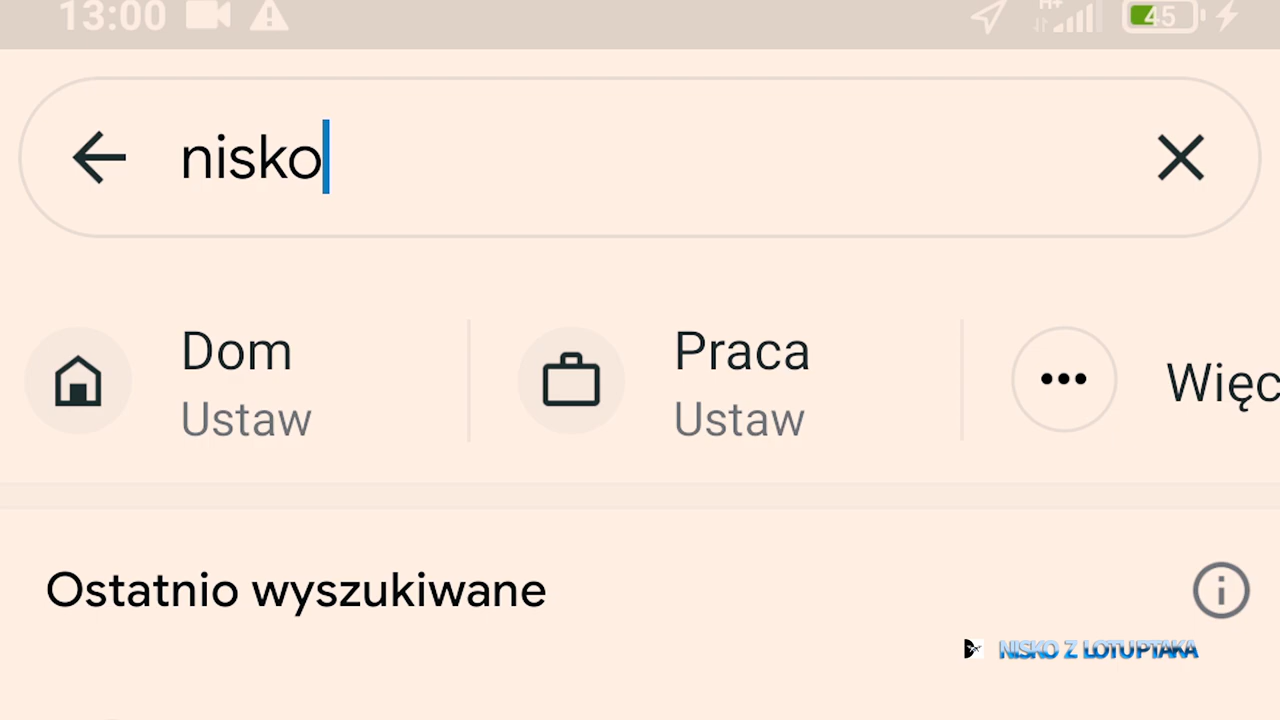 13:00
H+
45
nisko
Dom
Ustaw
Praca
Ustaw
Więc
Ostatnio wyszukiwane
NISKO Z LOTU PTAKA